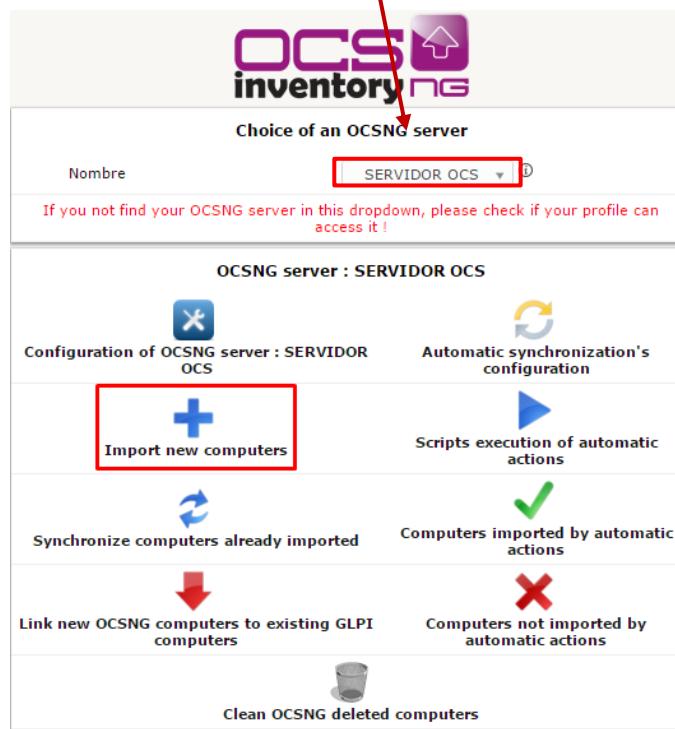 OCS
inventory NG
Choice of an OCSNG server
Nombre
SERVIDOR OCS
If you not find your OCSNG server in this dropdown, please check if your profile can
access it !
OCSNG server : SERVIDOR OCS
Configuration of OCSNG server : SERVIDOR
OCS
Automatic synchronization's
configuration
Import new computers
Scripts execution of automatic
actions
Synchronize computers already imported
Computers imported by automatic
actions
Link new OCSNG computers to existing GLPI
computers
Computers not imported by
automatic actions
Clean OCSNG deleted computers